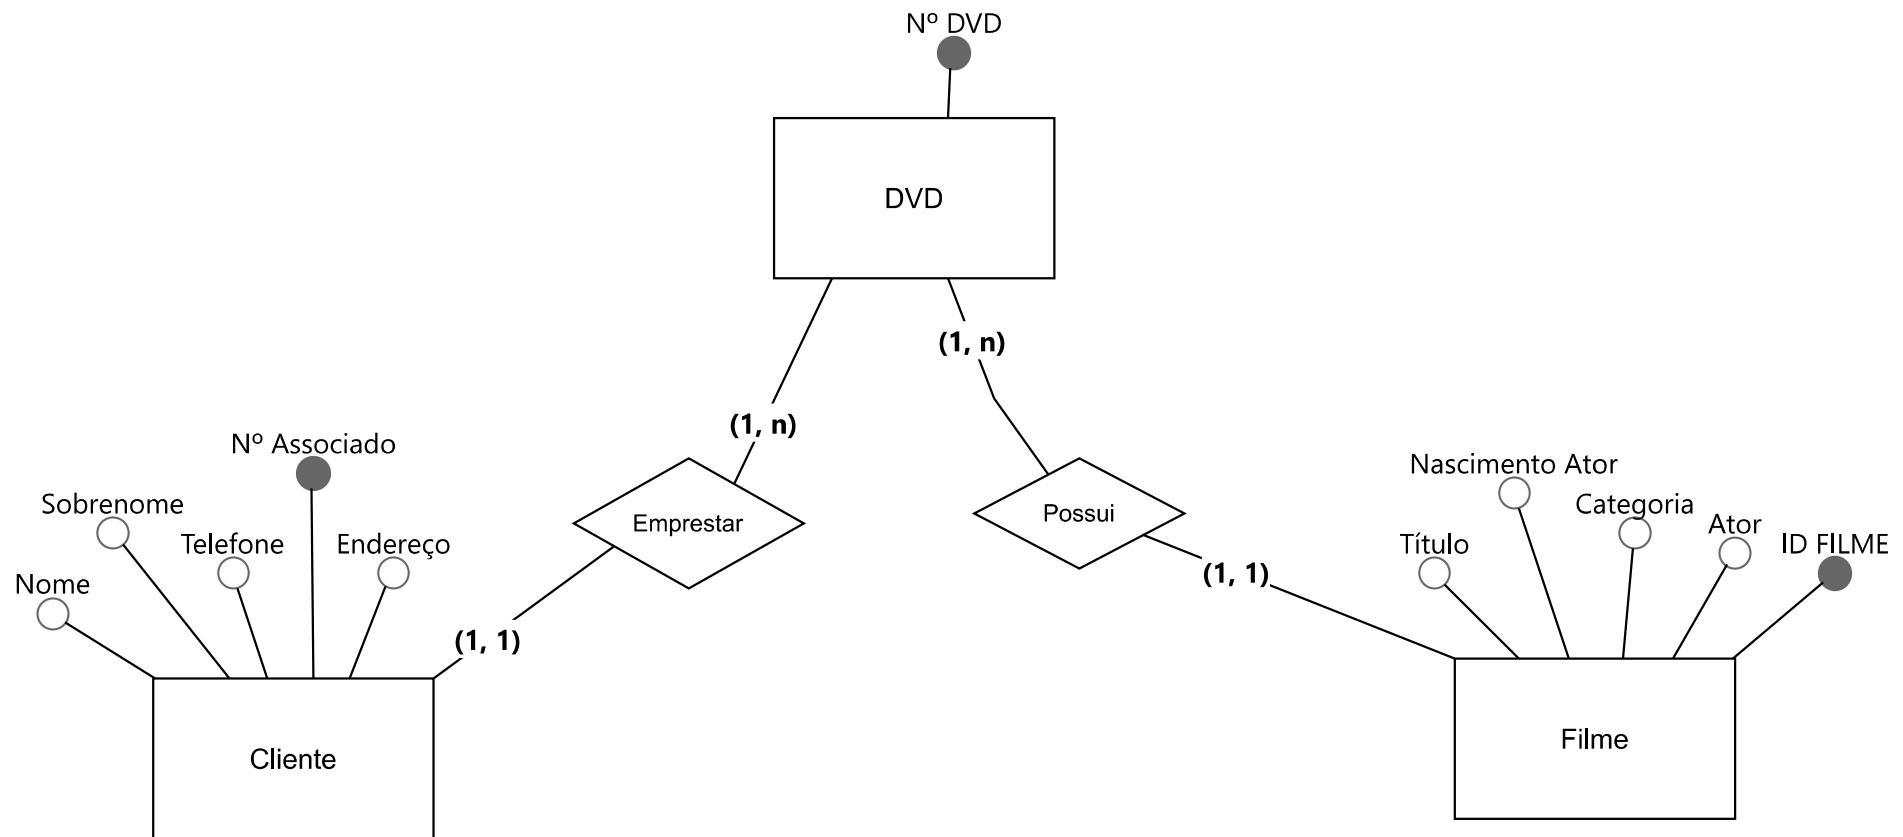 Nº DVD
DVD
(1, n)
(1, n)
Nº Associado
Sobrenome
Telefone
Endereço
Nome
Emprestar
Possui
(1, 1)
(1, 1)
Nascimento Ator
Categoria
Título
Ator
ID FILME
Cliente
Filme